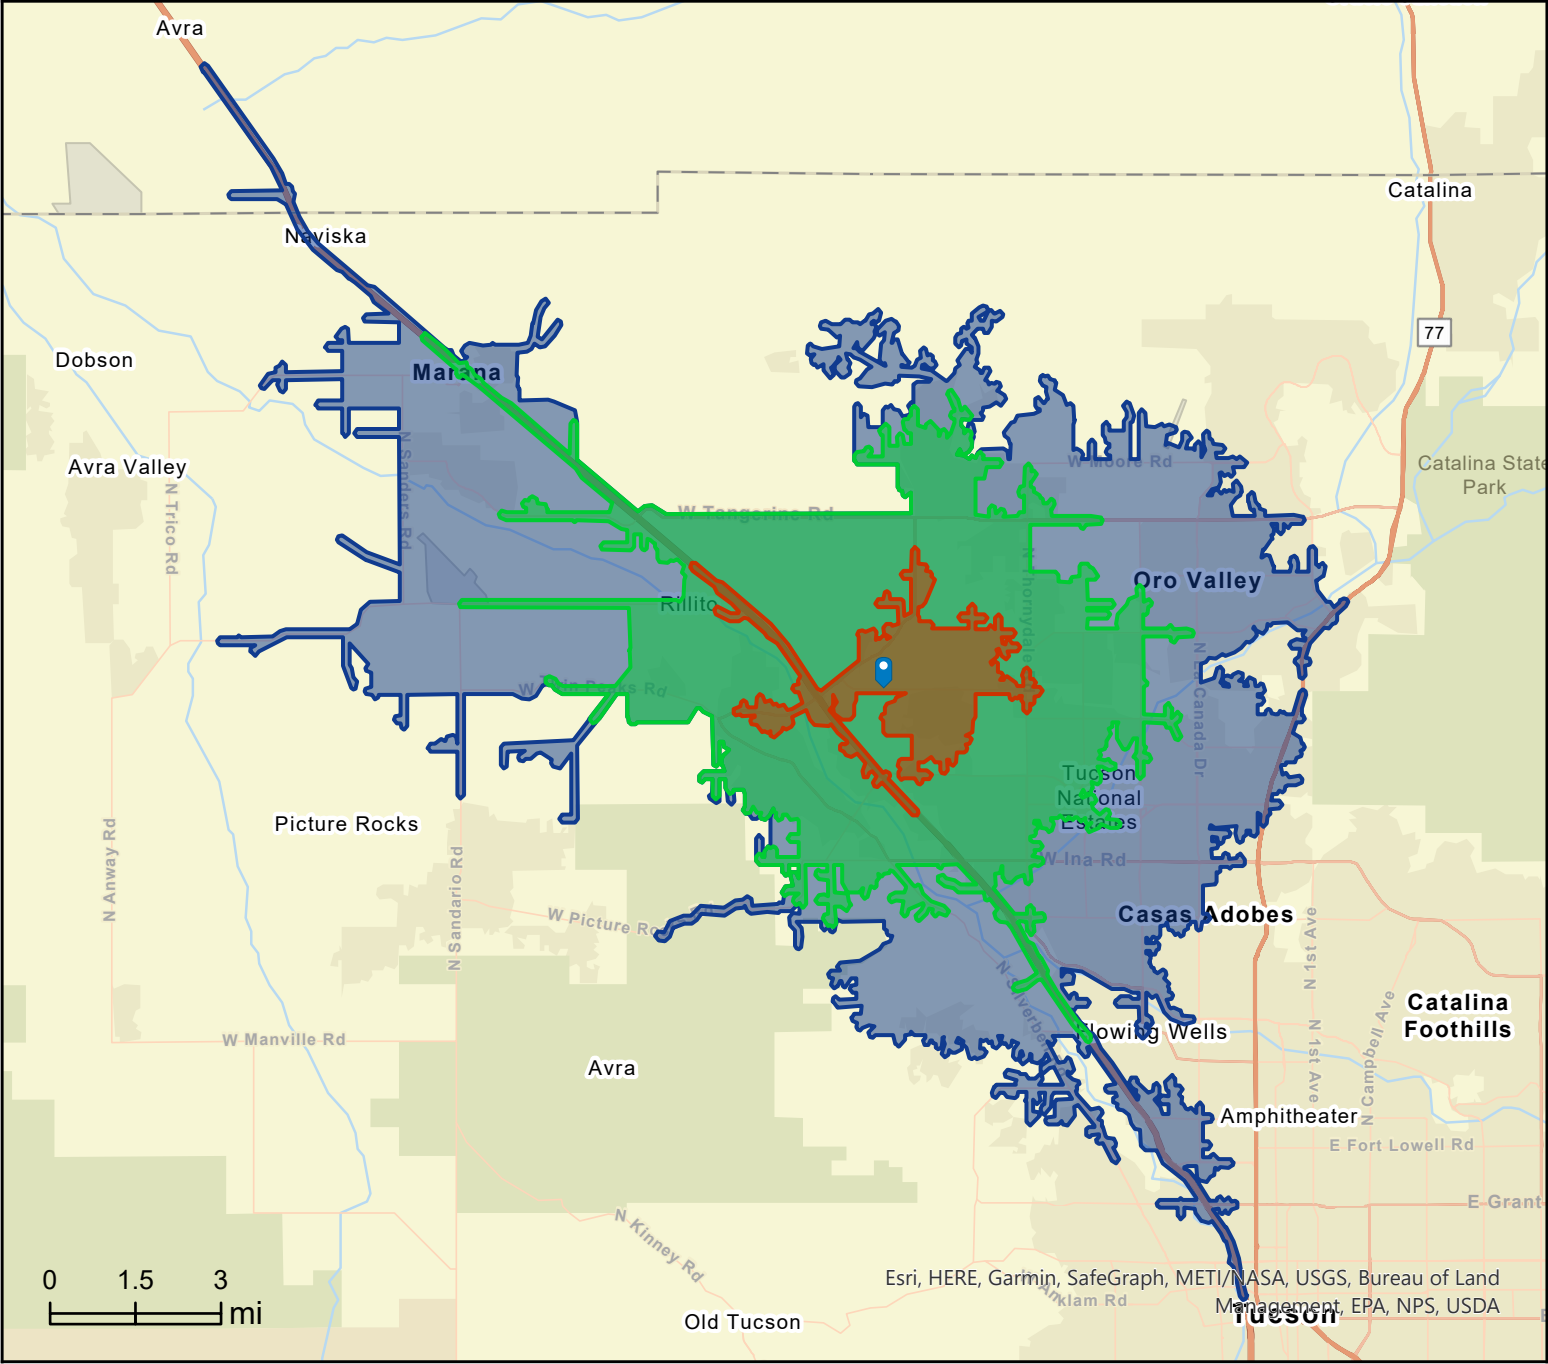 Avra
Catalina
Naviska
77
Dobson
Marana
Avra Valley
N Sanders Rd
N Trico Rd
W Moore Rd
Catalina State
Park
W Tangerine Rd
N Thornydale
Oro Valley
Rillito
W Twin Peaks Rd
N La Canada Dr
Tucson
National
Estates
Picture Rocks
N Anway Rd
N Sandario Rd
W Ina Rd
W Picture Ro
Casas Adobes
N 1st Ave
N Silverbell Rd
Catalina
Foothills
N Campbell Ave
Flowing Wells
W Manville Rd
N 1st Ave
Avra
Amphitheater
E Fort Lowell Rd
E Grant
N Kinney Rd
0 1.5 3
mi
Esri, HERE, Garmin, SafeGraph, METI/NASA, USGS, Bureau of Land
Management, EPA, NPS, USDA
W Anklam Rd
Old Tucson
Tucson